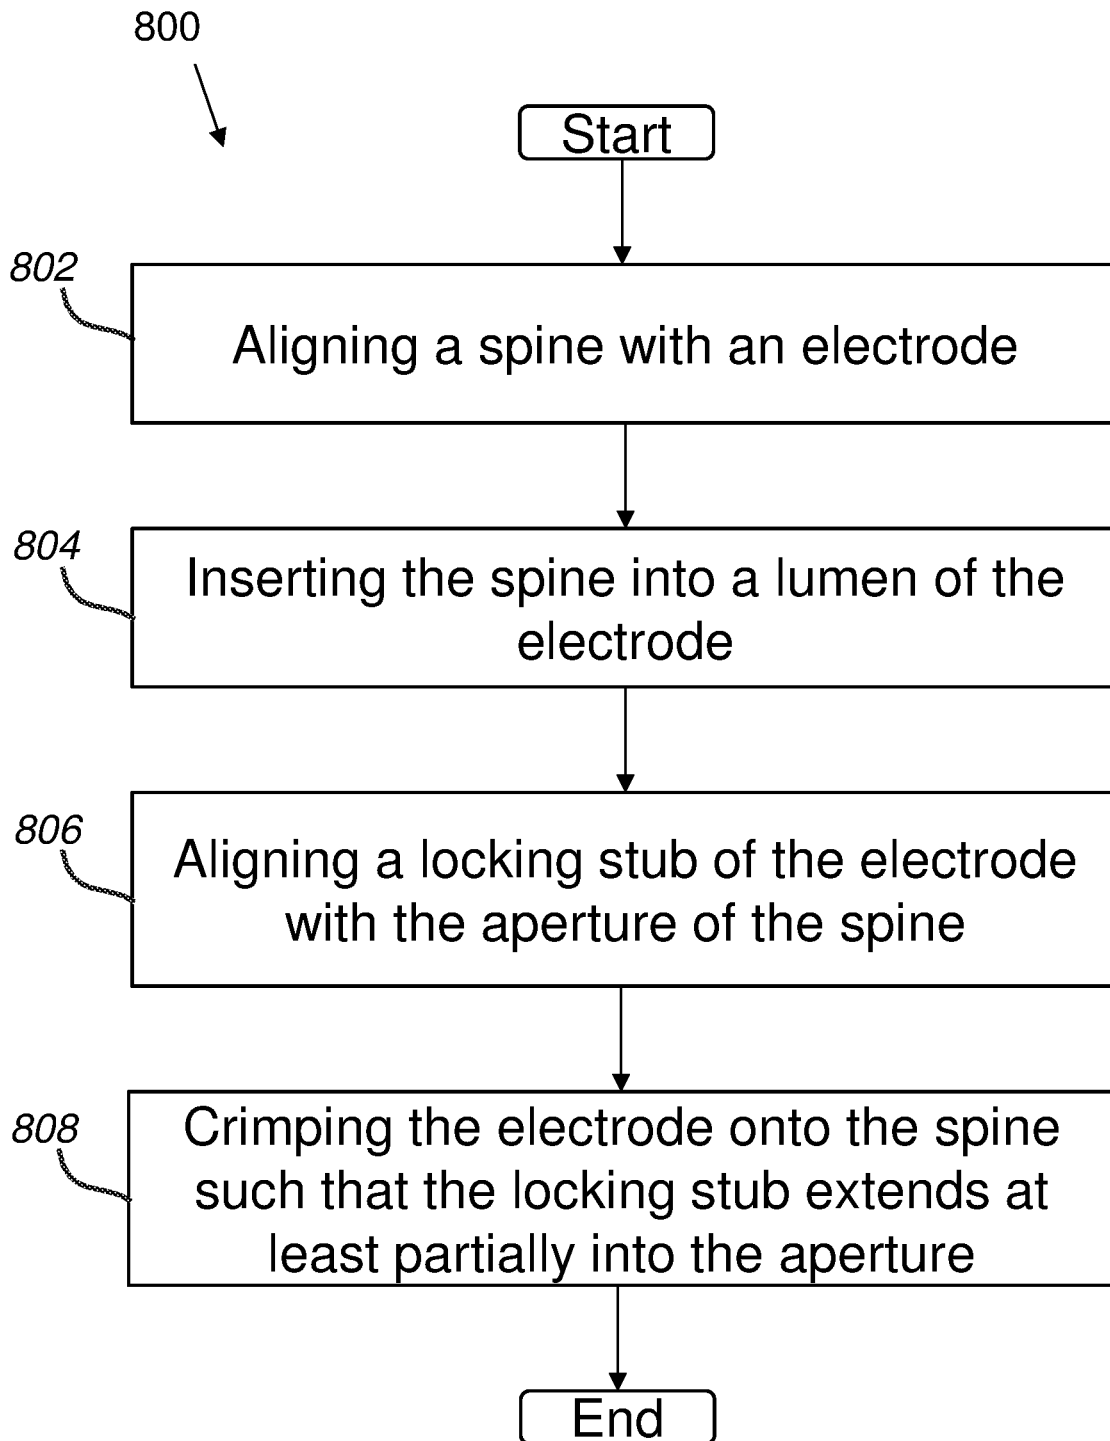 800
Start
802
Aligning a spine with an electrode
804
Inserting the spine into a lumen of the
electrode
806
Aligning a locking stub of the electrode
with the aperture of the spine
808
Crimping the electrode onto the spine
such that the locking stub extends at
least partially into the aperture
End